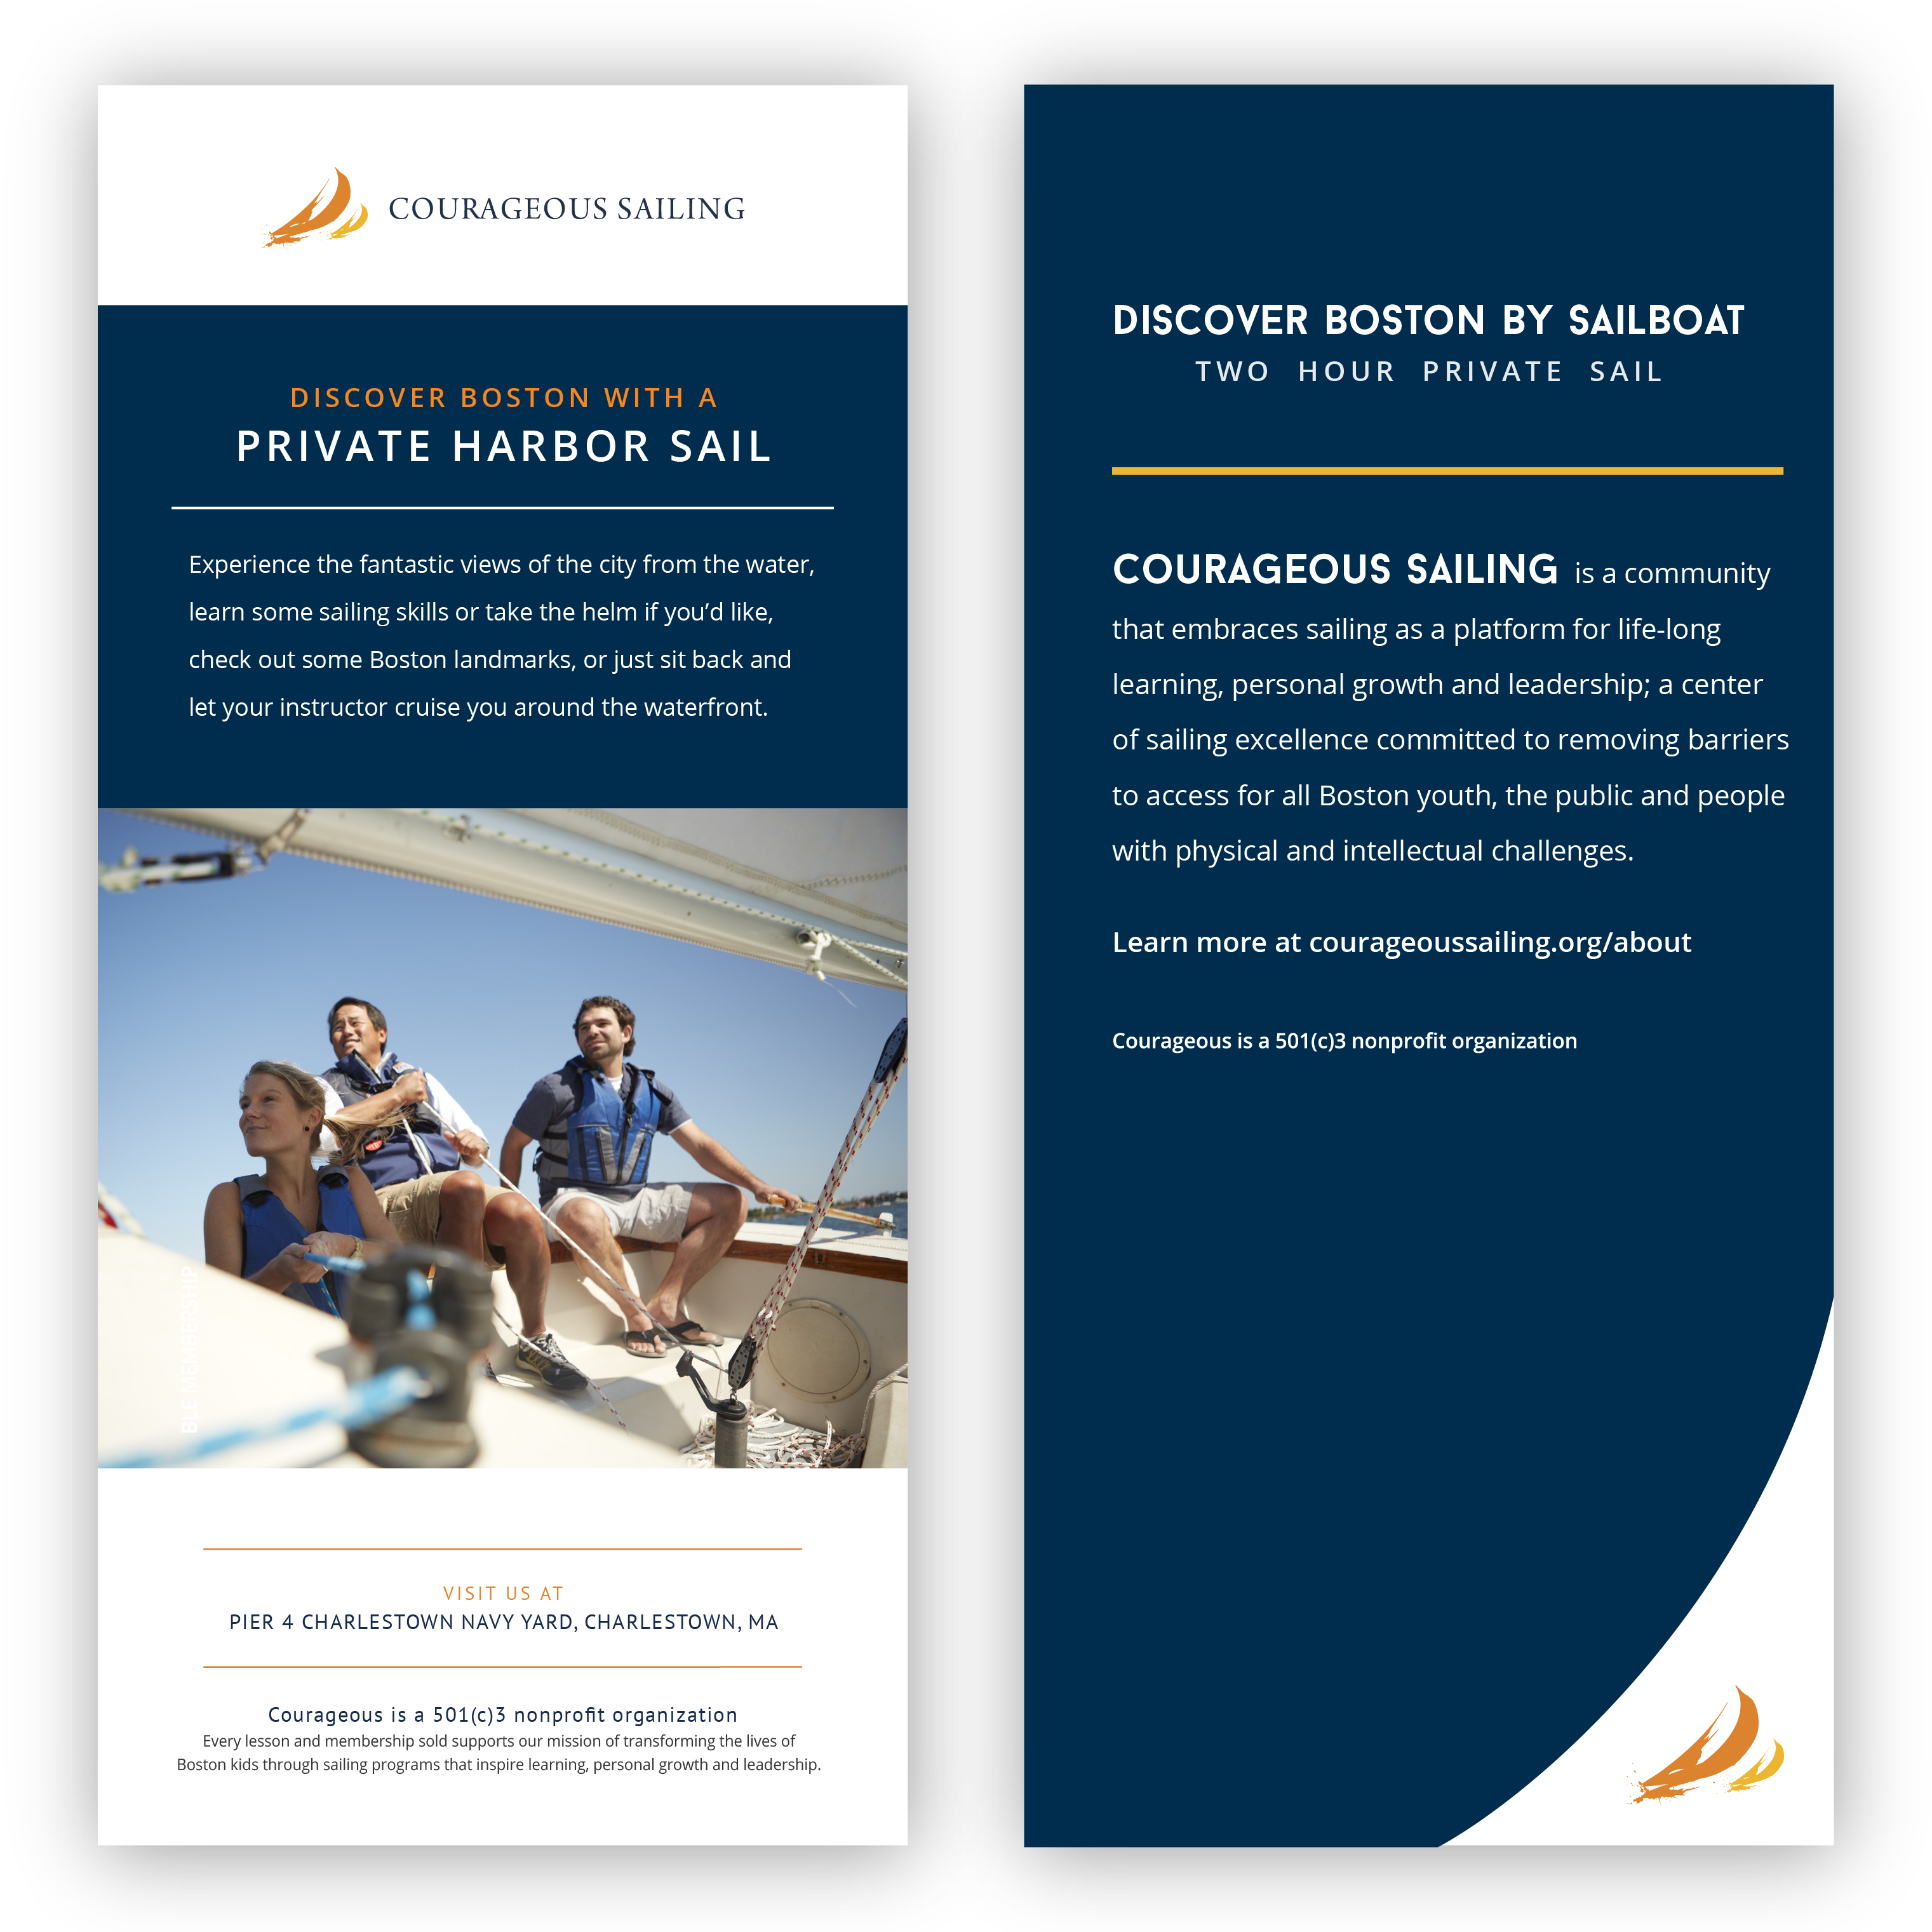 COURAGEOUS SAILING
DISCOVER BOSTON WITH A
PRIVATE HARBOR SAIL
Experience the fantastic views of the city from the water,
learn some sailing skills or take the helm if you’d like,
check out some Boston landmarks, or just sit back and
let your instructor cruise you around the waterfront.
BLE MEMBERSHIP
VISIT US AT
PIER 4 CHARLESTOWN NAVY YARD, CHARLESTOWN, MA
Courageous is a 501(c)3 nonprofit organization
Every lesson and membership sold supports our mission of transforming the lives of
Boston kids through sailing programs that inspire learning, personal growth and leadership.
DISCOVER BOSTON BY SAILBOAT
TWO HOUR PRIVATE SAIL
COURAGEOUS SAILING is a community
that embraces sailing as a platform for life-long
learning, personal growth and leadership; a center
of sailing excellence committed to removing barriers
to access for all Boston youth, the public and people
with physical and intellectual challenges.
Learn more at courageoussailing.org/about
Courageous is a 501(c)3 nonprofit organization